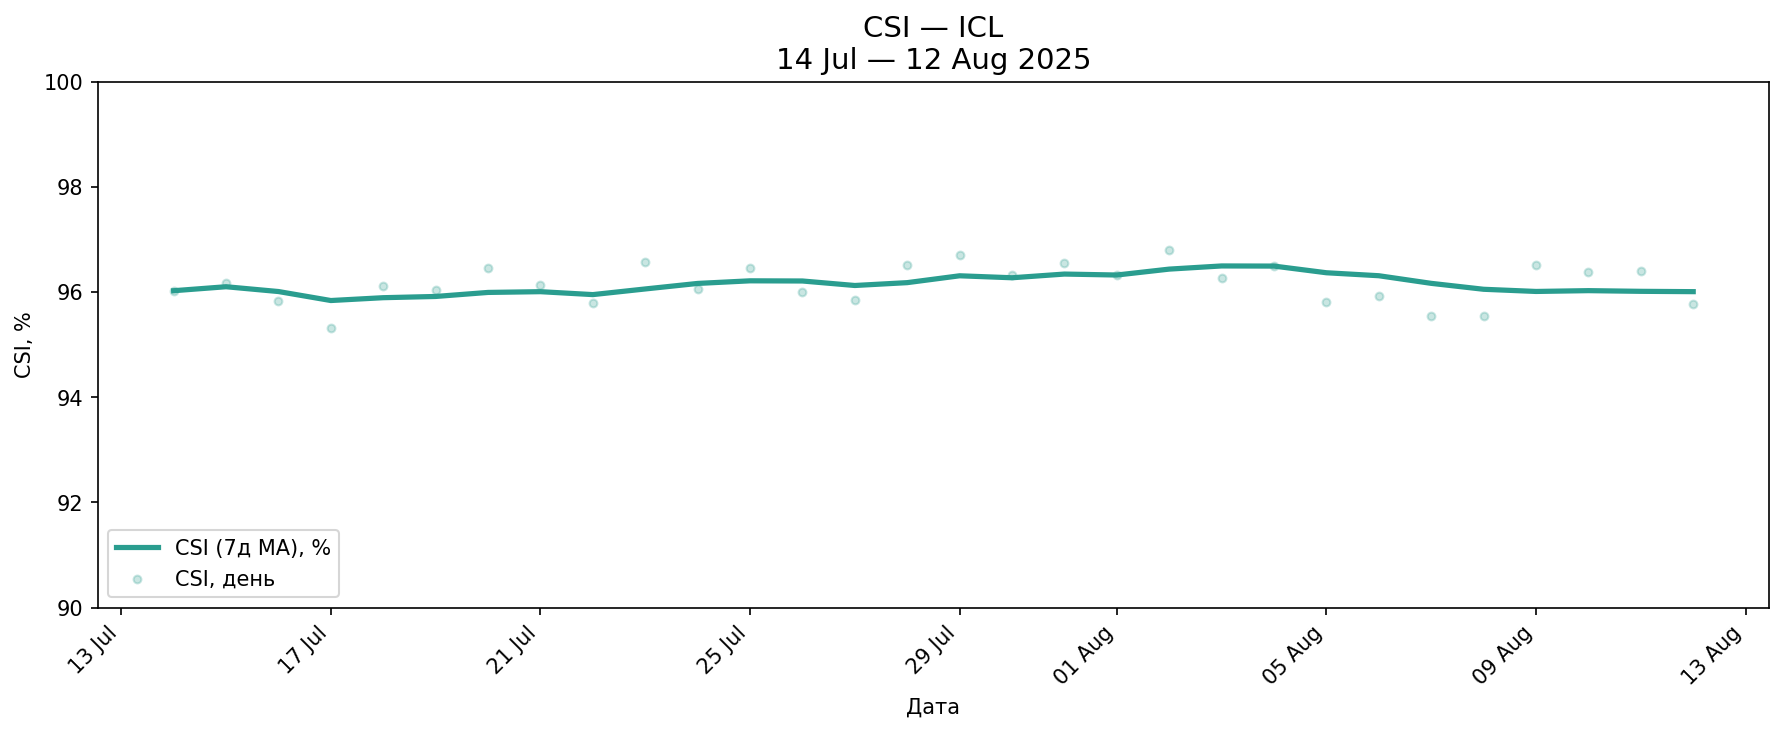 CSI — ICL
14 Jul — 12 Aug 2025
100
98
96
94
92
90
CSI, %
CSI (7д MA), %
CSI, день
13 Jul
17 Jul
21 Jul
25 Jul
29 Jul
01 Aug
05 Aug
09 Aug
13 Aug
Дата